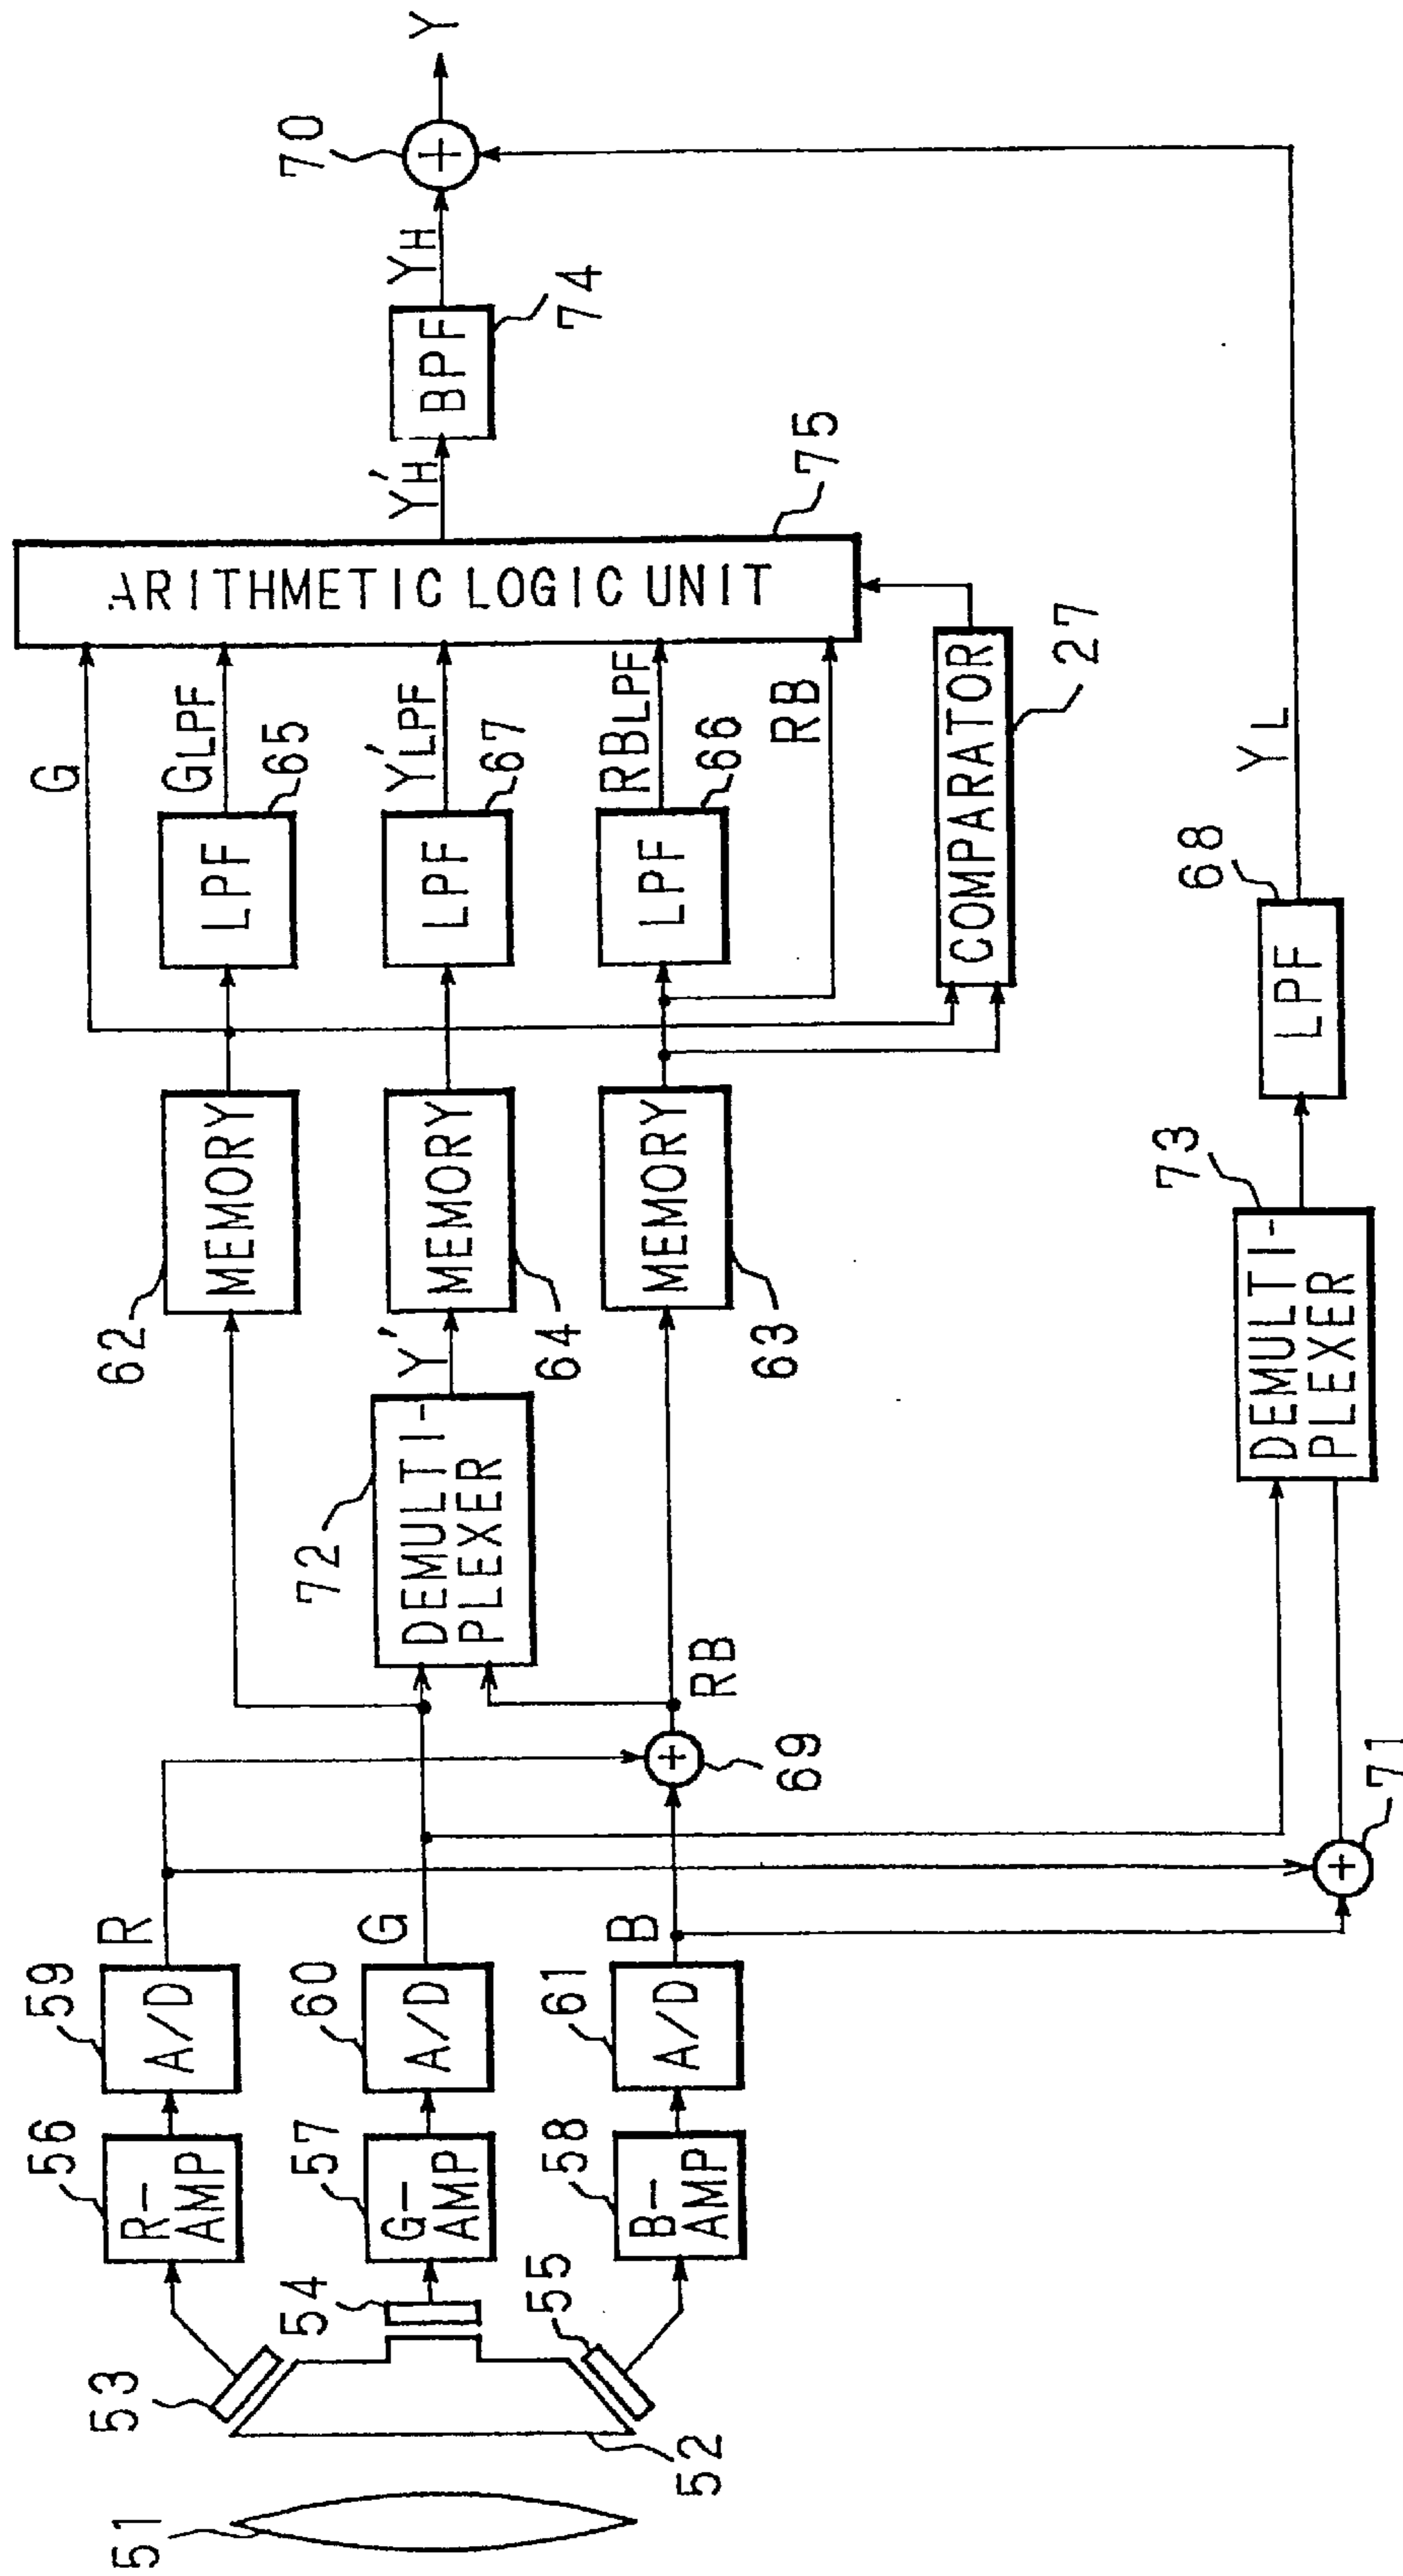 51
52
53
54
55
56
R-
AMP
57
G-
AMP
58
B-
AMP
59
A/D
60
A/D
61
A/D
R
G
B
69
RB
71
72
DEMULTI-
PLEXER
Y'
62
MEMORY
64
MEMORY
63
MEMORY
73
DEMULTI-
PLEXER
LPF
65
LPF
67
LPF
66
LPF
68
G
GLPF
Y'LPF
RBLPF
RB
COMPARATOR
27
ARITHMETIC LOGIC UNIT
75
Y'H
BPF
74
YH
YL
70
Y